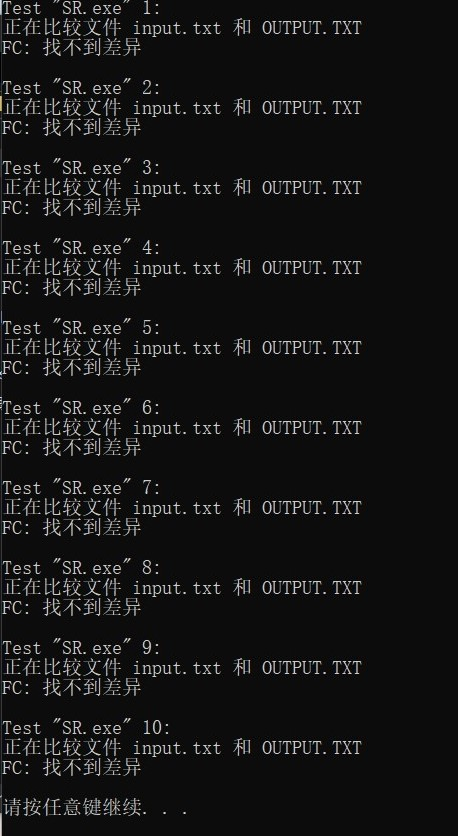 Test "SR.exe" 1:
正在比较文件 input.txt 和 OUTPUT.TXT
FC: 找不到差异
Test "SR.exe" 2:
正在比较文件 input.txt 和 OUTPUT.TXT
FC: 找不到差异
Test "SR.exe" 3:
正在比较文件 input.txt 和 OUTPUT.TXT
FC: 找不到差异
Test "SR.exe" 4:
正在比较文件 input.txt 和 OUTPUT.TXT
FC: 找不到差异
Test "SR.exe" 5:
正在比较文件 input.txt 和 OUTPUT.TXT
FC: 找不到差异
Test "SR.exe" 6:
正在比较文件 input.txt 和 OUTPUT.TXT
FC: 找不到差异
Test "SR.exe" 7:
正在比较文件 input.txt 和 OUTPUT.TXT
FC: 找不到差异
Test "SR.exe" 8:
正在比较文件 input.txt 和 OUTPUT.TXT
FC: 找不到差异
Test "SR.exe" 9:
正在比较文件 input.txt 和 OUTPUT.TXT
FC: 找不到差异
Test "SR.exe" 10:
正在比较文件 input.txt 和 OUTPUT.TXT
FC: 找不到差异
请按任意键继续. . .